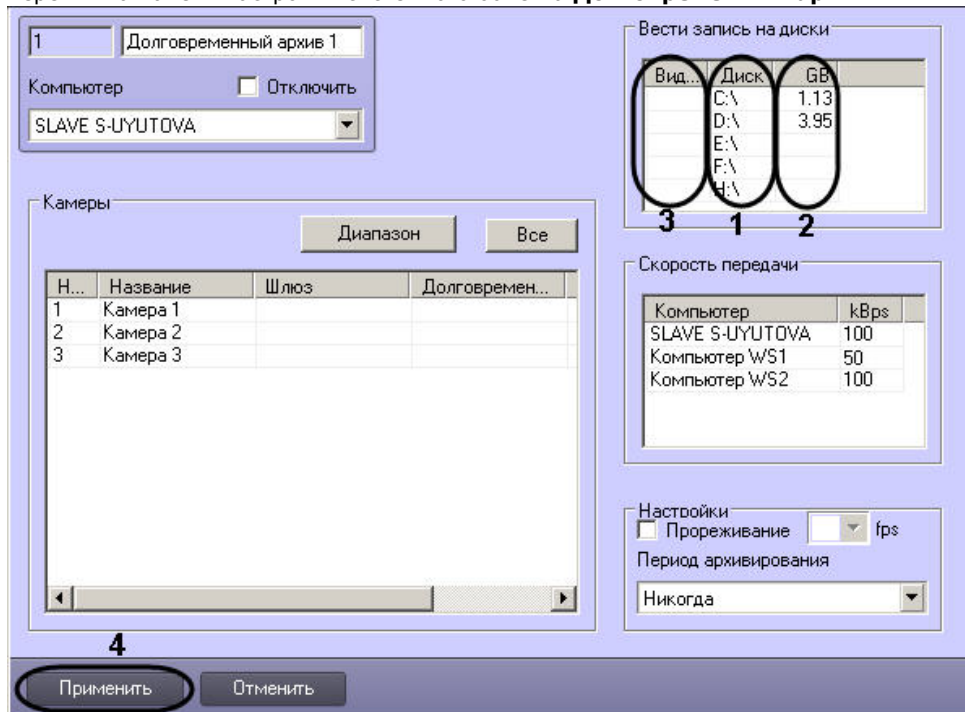 1 Долговременный архив 1
Компьютер Отключить
SLAVE S-UYUTOVA
Камеры
Диапазон Все
Н... Название Шлюз Долговремен...
1 Камера 1
2 Камера 2
3 Камера 3
Вести запись на диски
Вид... Диск GB
C:\ 1.13
D:\ 3.95
E:\
F:\
H:\
3 1 2
Скорость передачи
Компьютер kBps
SLAVE S-UYUTOVA 100
Компьютер WS1 50
Компьютер WS2 100
Настройки
Прореживание fps
Период архивирования
Никогда
4
Применить Отменить